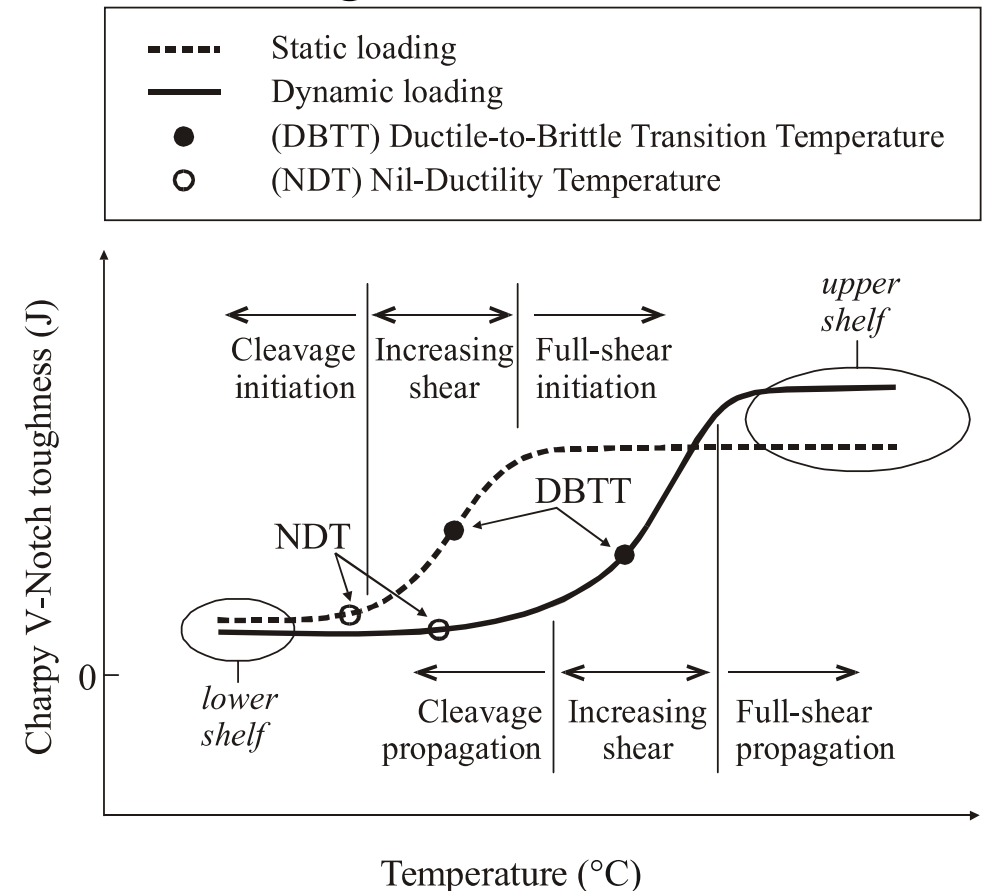 Static loading
Dynamic loading
(DBTT) Ductile-to-Brittle Transition Temperature
(NDT) Nil-Ductility Temperature
Charpy V-Notch toughness (J)
upper
shelf
Cleavage
initiation
Increasing
shear
Full-shear
initiation
DBTT
NDT
0
lower
shelf
Cleavage
propagation
Increasing
shear
Full-shear
propagation
Temperature (°C)